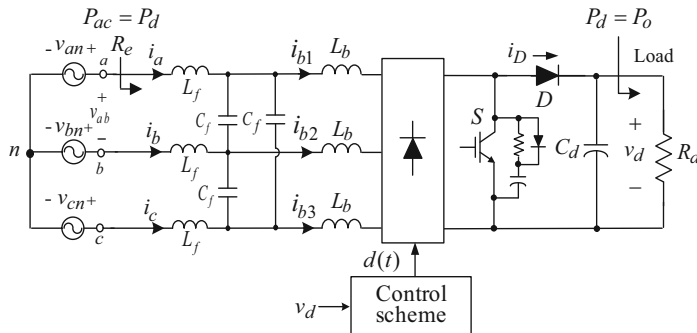 P_ac = P_d
P_d = P_o
- v_an +
a
R_e
i_a
L_f
i_b1
L_b
i_D
D
Load
+
v_ab
−
C_f
C_f
S
n
- v_bn +
b
i_b
L_f
i_b2
L_b
C_d
+
v_d
−
R_d
C_f
- v_cn +
c
i_c
L_f
i_b3
L_b
d(t)
v_d
Control
scheme